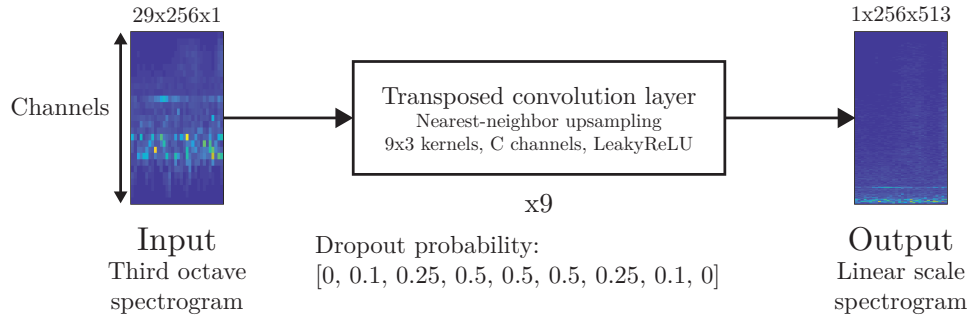 29x256x1
1x256x513
Channels
Transposed convolution layer
Nearest-neighbor upsampling
9x3 kernels, C channels, LeakyReLU
x9
Input
Third octave
spectrogram
Dropout probability:
[0, 0.1, 0.25, 0.5, 0.5, 0.5, 0.25, 0.1, 0]
Output
Linear scale
spectrogram